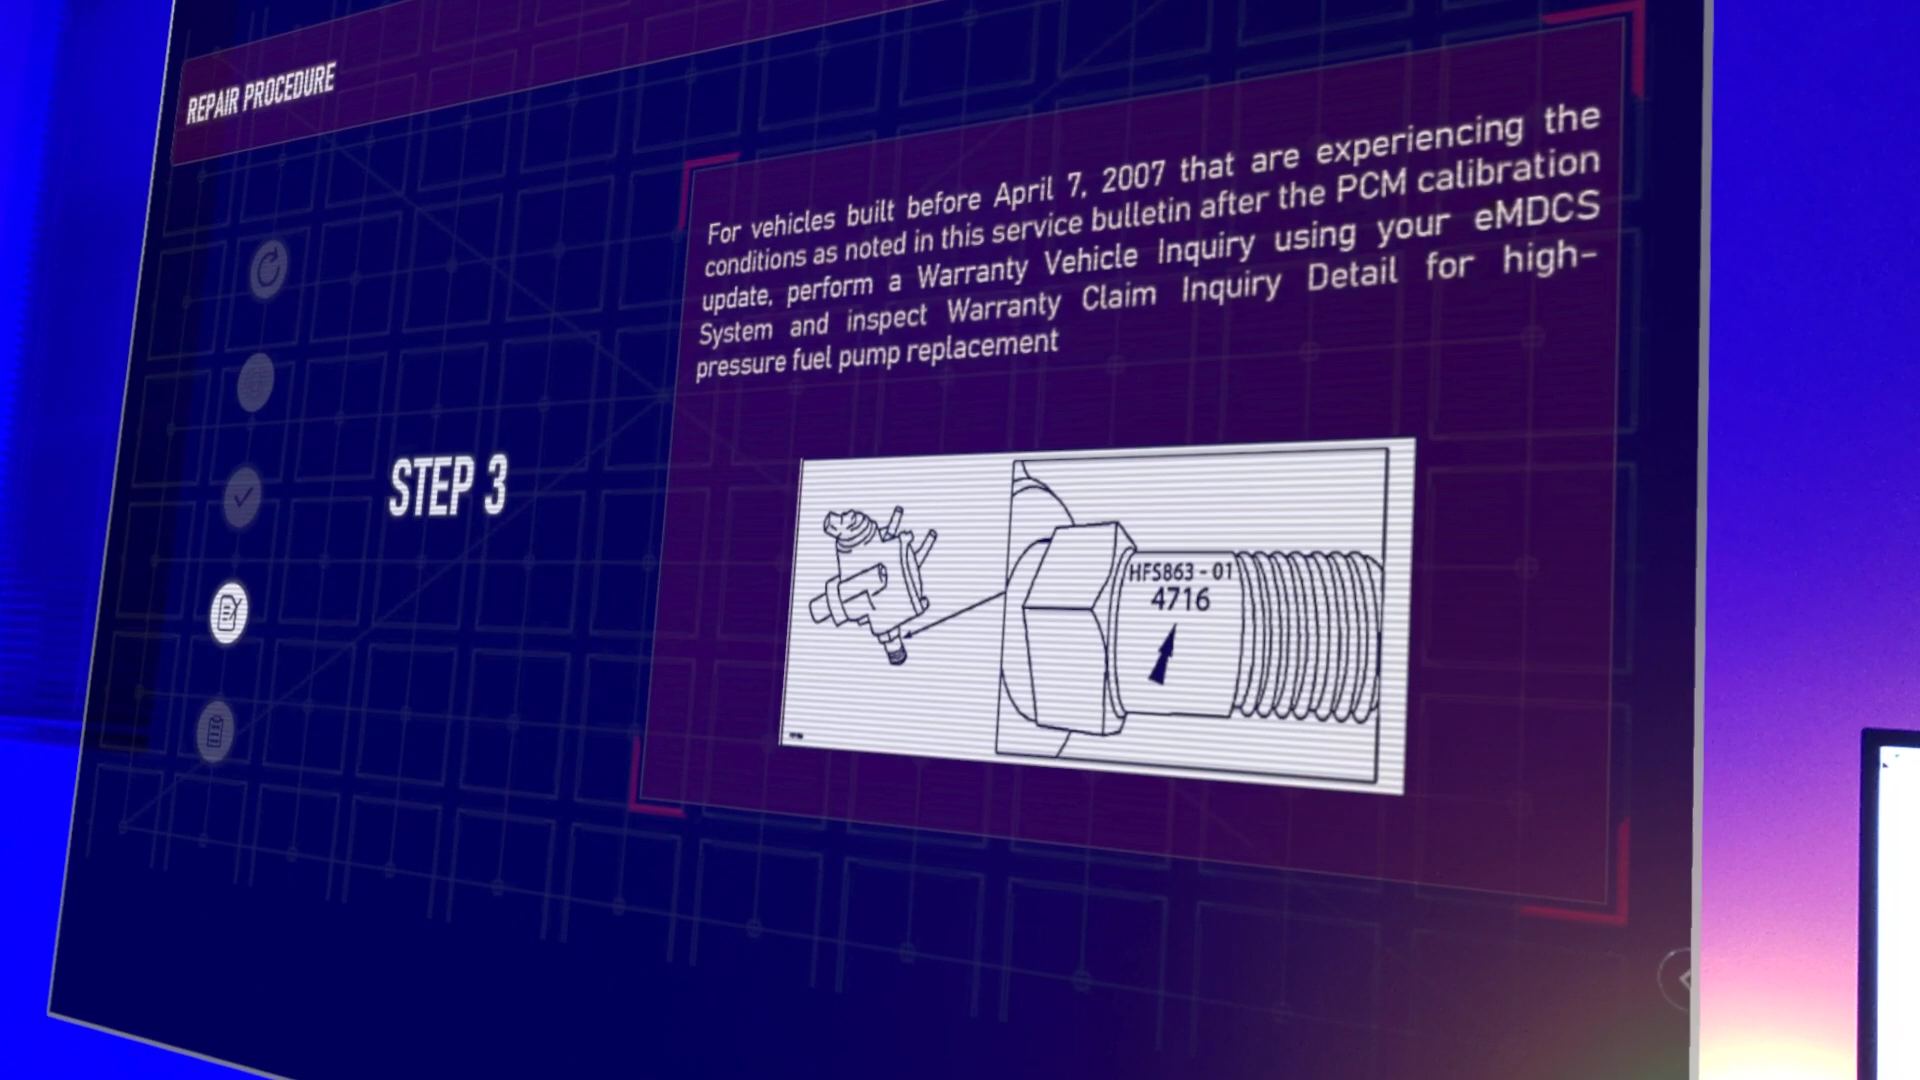 REPAIR PROCEDURE
For vehicles built before April 7, 2007 that are experiencing the
conditions as noted in this service bulletin after the PCM calibration
update, perform a Warranty Vehicle Inquiry using your eMDCS
System and inspect Warranty Claim Inquiry Detail for high-
pressure fuel pump replacement
STEP 3
HFS863 - 01
4716